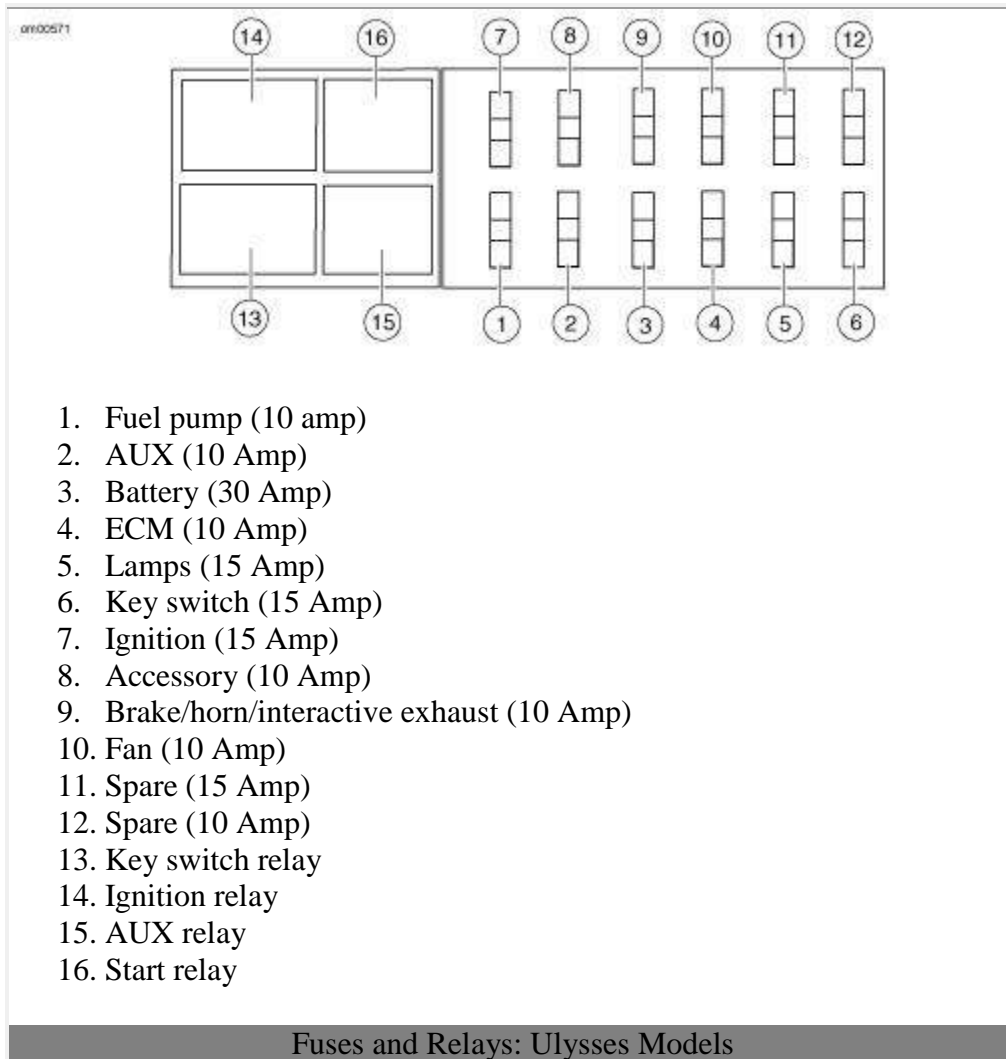 om00571
14 16 7 8 9 10 11 12
13 15 1 2 3 4 5 6
1. Fuel pump (10 amp)
2. AUX (10 Amp)
3. Battery (30 Amp)
4. ECM (10 Amp)
5. Lamps (15 Amp)
6. Key switch (15 Amp)
7. Ignition (15 Amp)
8. Accessory (10 Amp)
9. Brake/horn/interactive exhaust (10 Amp)
10. Fan (10 Amp)
11. Spare (15 Amp)
12. Spare (10 Amp)
13. Key switch relay
14. Ignition relay
15. AUX relay
16. Start relay
Fuses and Relays: Ulysses Models